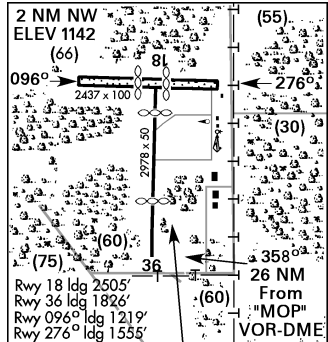 2 NM NW
ELEV 1142
(66)
(55)
18
096°
276°
2437 x 100
(30)
2978 x 50
(60)
(75)
36
358°
26 NM
From
"MOP"
VOR-DME
(60)
Rwy 18 ldg 2505'
Rwy 36 ldg 1826'
Rwy 096° ldg 1219'
Rwy 276° ldg 1555'